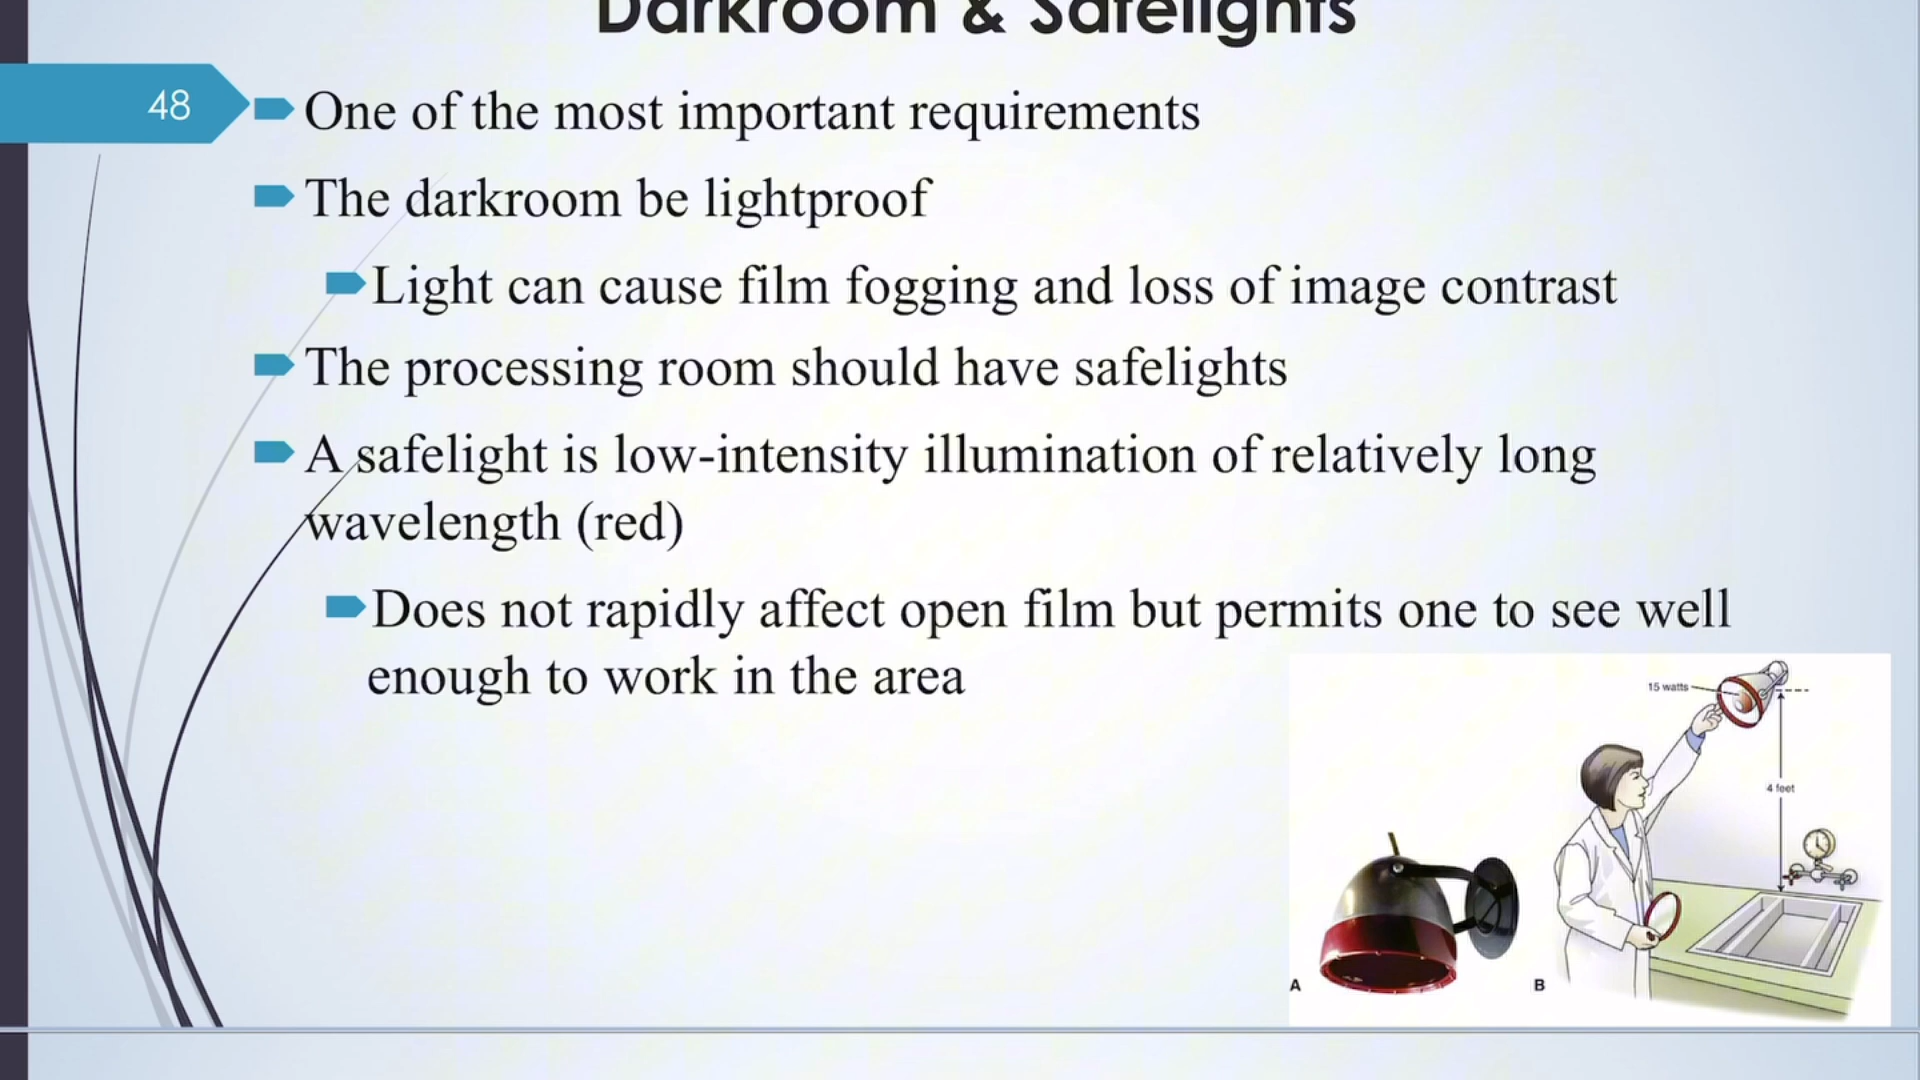 Darkroom & Safelights
48
One of the most important requirements
The darkroom be lightproof
Light can cause film fogging and loss of image contrast
The processing room should have safelights
A safelight is low-intensity illumination of relatively long
wavelength (red)
Does not rapidly affect open film but permits one to see well
enough to work in the area
15 watts
4 feet
A
B